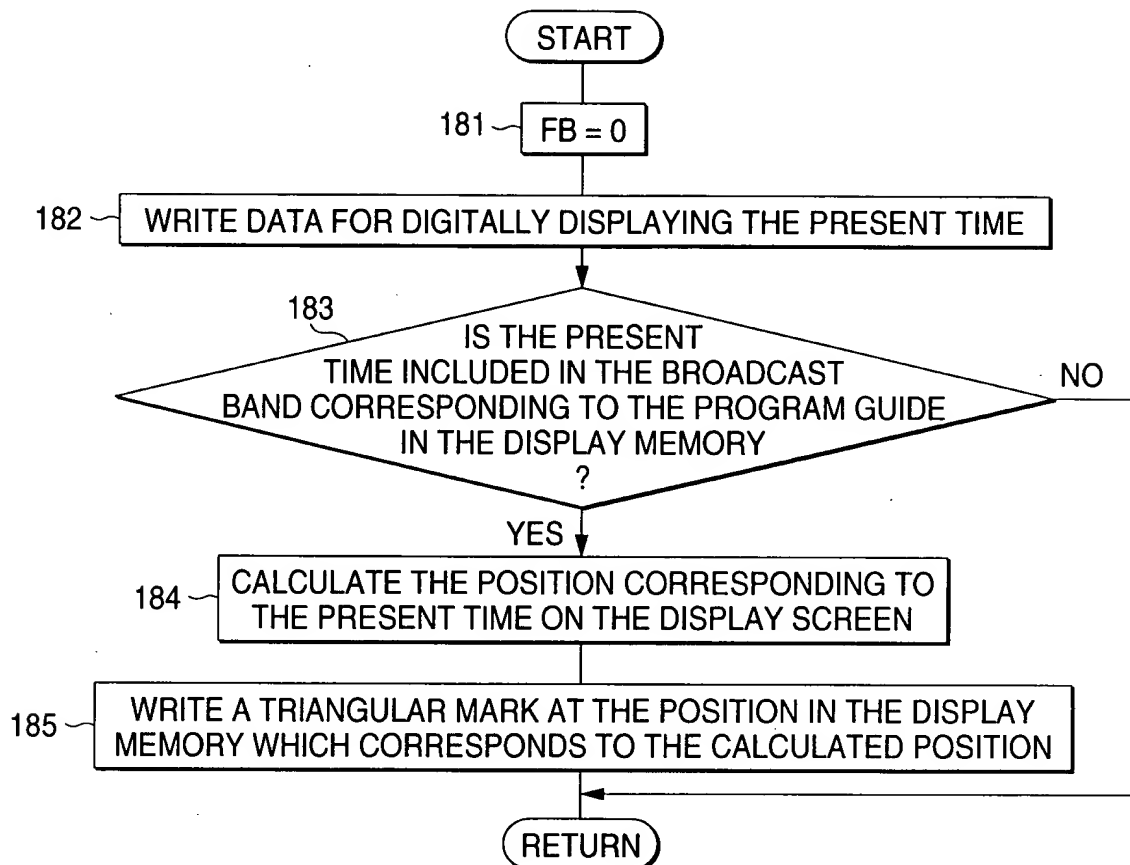 START
181
FB = 0
182
WRITE DATA FOR DIGITALLY DISPLAYING THE PRESENT TIME
183
IS THE PRESENT
TIME INCLUDED IN THE BROADCAST
BAND CORRESPONDING TO THE PROGRAM GUIDE
IN THE DISPLAY MEMORY
?
NO
YES
184
CALCULATE THE POSITION CORRESPONDING TO
THE PRESENT TIME ON THE DISPLAY SCREEN
185
WRITE A TRIANGULAR MARK AT THE POSITION IN THE DISPLAY
MEMORY WHICH CORRESPONDS TO THE CALCULATED POSITION
RETURN